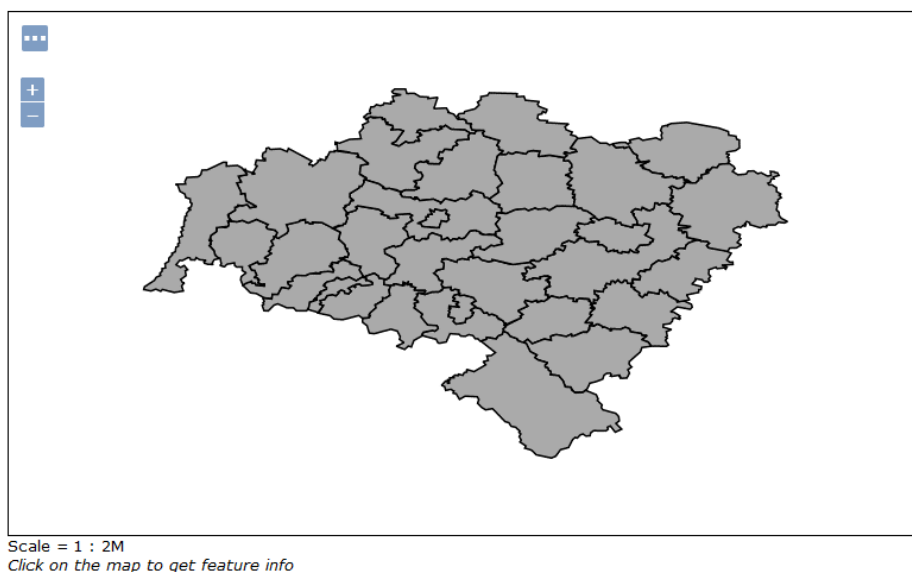 +
−
Scale = 1 : 2M
Click on the map to get feature info